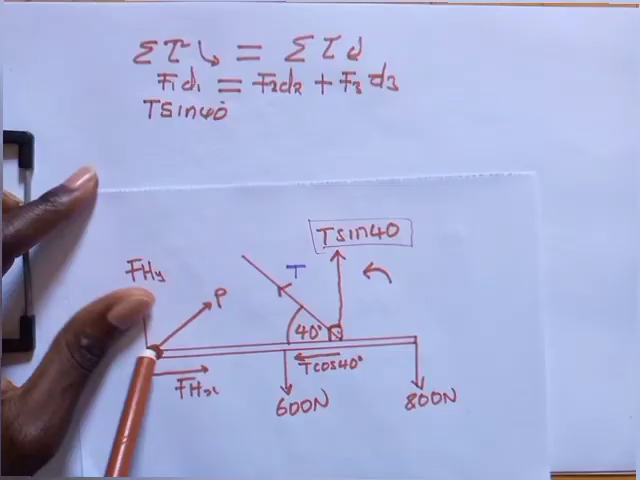 Στ↳ = Στ↲
F₁d₁ = F₂d₂ + F₃d₃
Tsin40
Tsin40
FHy
T
P
40°
Tcos40°
FHx
600N
800N